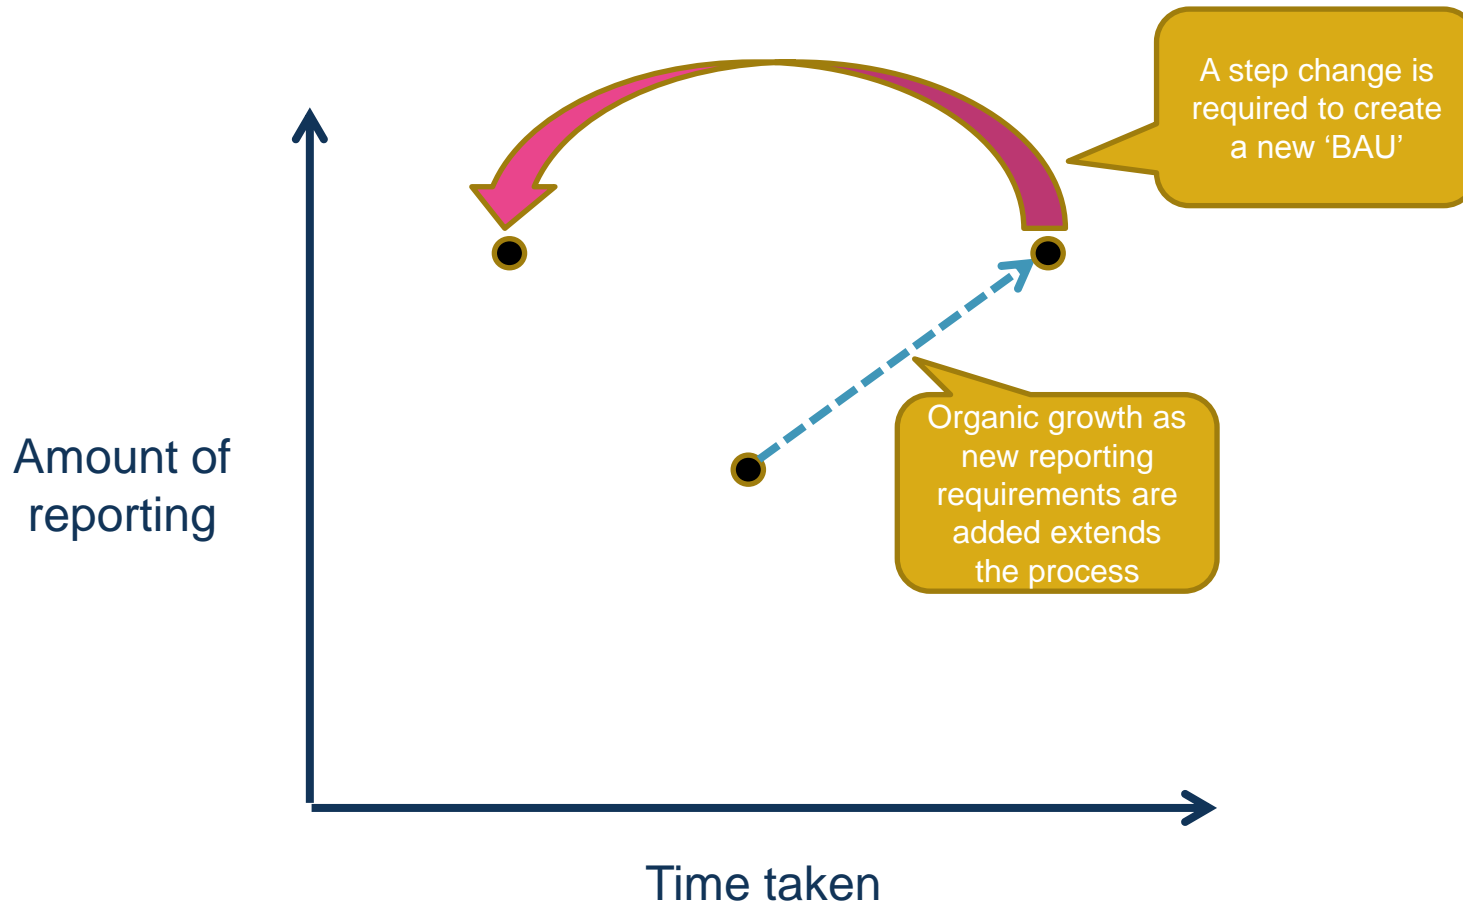 A step change is
required to create
a new ‘BAU’
Amount of
reporting
Organic growth as
new reporting
requirements are
added extends
the process
Time taken